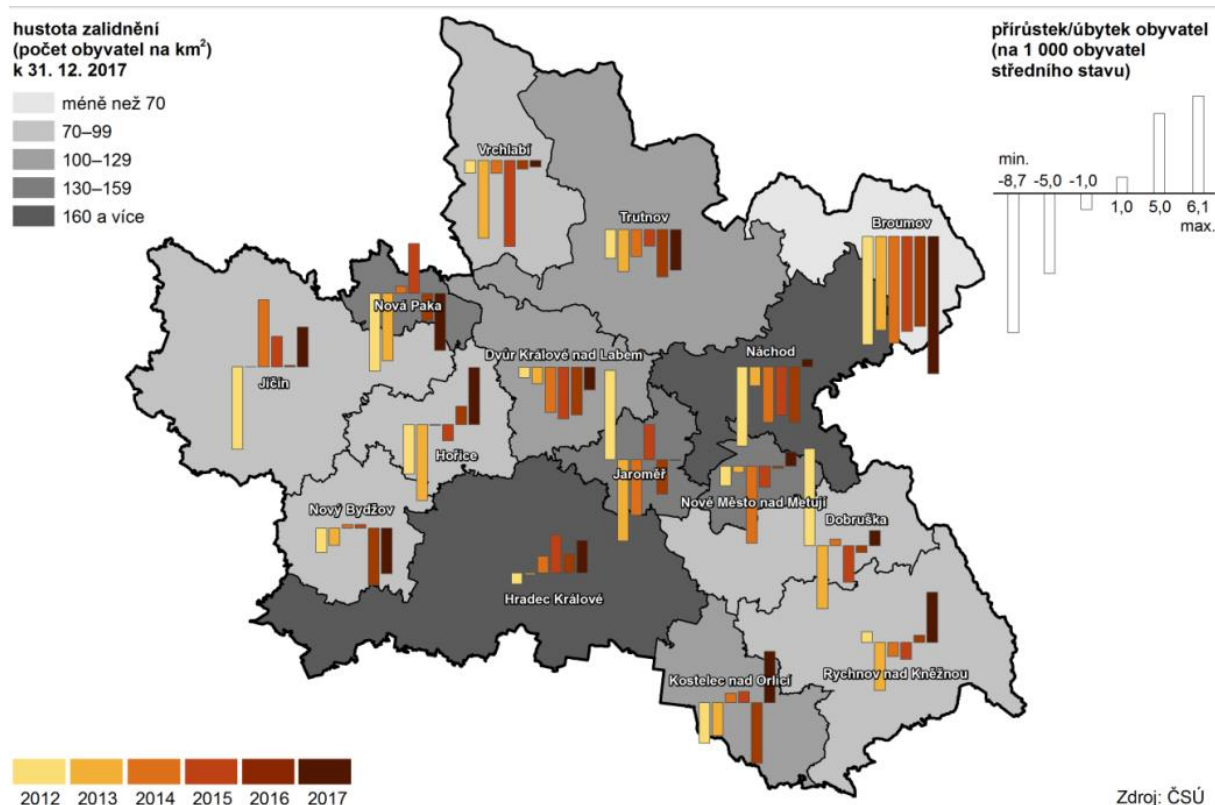 hustota zalidnění
(počet obyvatel na km²)
k 31. 12. 2017
méně než 70
70–99
100–129
130–159
160 a více
přírůstek/úbytek obyvatel
(na 1 000 obyvatel
středního stavu)
min.
-8,7 -5,0 -1,0
1,0 5,0 6,1
max.
Vrchlabí
Trutnov
Broumov
Nová Paka
Dvůr Králové nad Labem
Náchod
Jičín
Hořice
Jaroměř
Nové Město nad Metují
Nový Bydžov
Dobruška
Hradec Králové
Rychnov nad Kněžnou
Kostelec nad Orlicí
2012 2013 2014 2015 2016 2017
Zdroj: ČSÚ